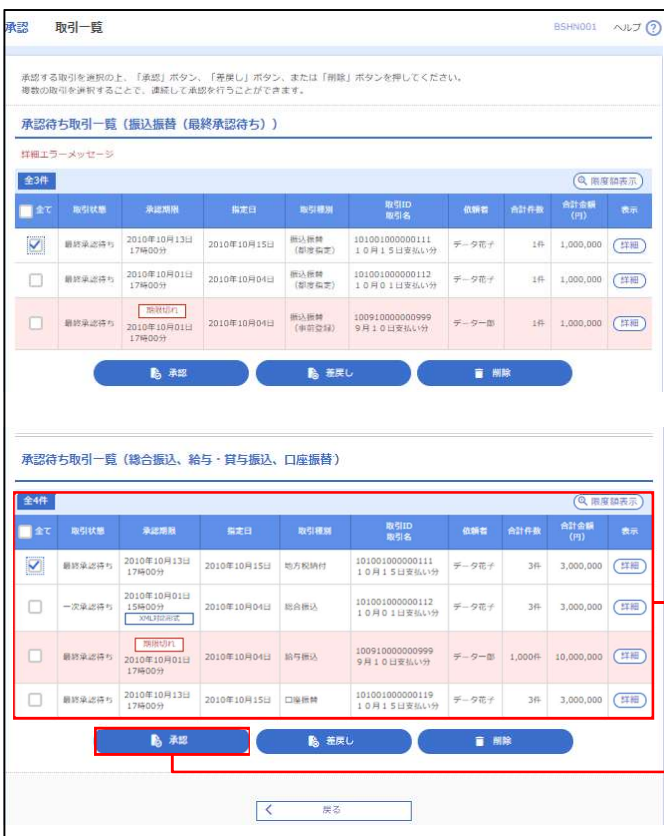 承認 取引一覧 BSHN001 ヘルプ ?
承認する取引を選択の上、「承認」ボタン、「差戻し」ボタン、または「削除」ボタンを押してください。
複数の取引を選択することで、連続して承認を行うことができます。
承認待ち取引一覧（振込振替（最終承認待ち））
詳細エラーメッセージ
全3件 限度額表示
全て 取引状態 承認期限 指定日 取引種別 取引ID 依頼者 合計件数 合計金額 表示
取引名 (円)
最終承認待ち 2010年10月13日 2010年10月15日 振込振替 101001000000111 データ花子 1件 1,000,000 詳細
17時00分 （都度指定） 10月15日支払い分
最終承認待ち 2010年10月01日 2010年10月04日 振込振替 101001000000112 データ花子 1件 1,000,000 詳細
17時00分 （都度指定） 10月01日支払い分
期限切れ
最終承認待ち 2010年10月01日 2010年10月04日 振込振替 100910000000999 データ一郎 1件 1,000,000 詳細
17時00分 （事前登録） 9月10日支払い分
承認 差戻し 削除
承認待ち取引一覧（総合振込、給与・賞与振込、口座振替）
全4件 限度額表示
全て 取引状態 承認期限 指定日 取引種別 取引ID 依頼者 合計件数 合計金額 表示
取引名 (円)
最終承認待ち 2010年10月13日 2010年10月15日 地方税納付 101001000000111 データ花子 3件 3,000,000 詳細
17時00分 10月15日支払い分
一次承認待ち 2010年10月01日 2010年10月04日 総合振込 101001000000112 データ花子 3件 3,000,000 詳細
15時00分 10月01日支払い分
XML対応形式
期限切れ
最終承認待ち 2010年10月01日 2010年10月04日 給与振込 100910000000999 データ一郎 1,000件 10,000,000 詳細
17時00分 9月10日支払い分
最終承認待ち 2010年10月13日 2010年10月15日 口座振替 101001000000119 データ花子 3件 3,000,000 詳細
17時00分 10月15日支払い分
承認 差戻し 削除
戻る